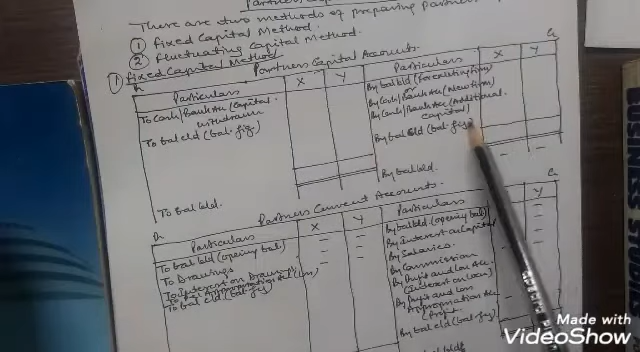 Partners Cap
There are two methods of preparing partners
① fixed Capital Method.
② fluctuating Capital Method.
① fixed Capital Method
Partners Capital Accounts.
Dr
Cr
Particulars X Y Particulars X Y
To Cash/Bank A/c (Capital withdrawn
To bal c/d (bal. fig)
By bal b/d (for existing firm)
or
By Cash/Bank A/c (New firm)
By Cash/Bank A/c (Additional capital)
By bal c/d (bal. fig)
To bal b/d.
By bal b/d.
Partners Current Accounts.
Dr
Cr
Particulars X Y Particulars Y
To bal b/d (opening bal.)
To Drawings
To Interest on Drawings
To Appropriation A/c (loss)
To bal c/d (bal fig)
By bal b/d (opening bal)
By Interest on Capital
By Salaries.
By Commission
By Profit and Loss A/c.
(Interest on loan)
By Profit and Loss
Appropriation A/c
(Profit
By bal c/d (bal fig)
BUSINESS
Made with
VideoShow